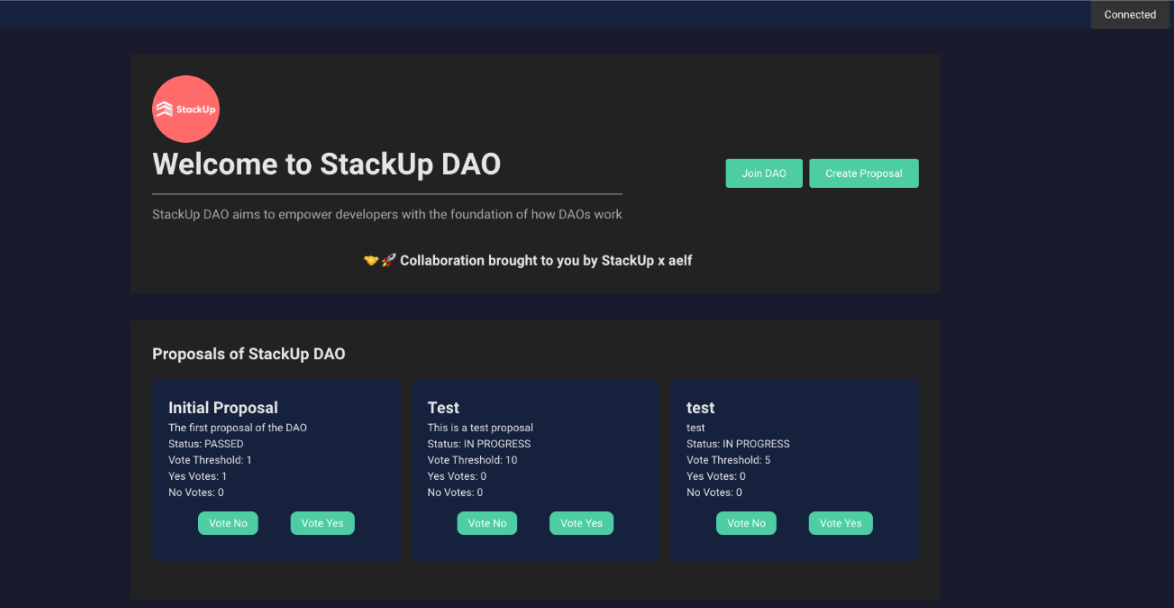 Connected
StackUp
Welcome to StackUp DAO
Join DAO
Create Proposal
StackUp DAO aims to empower developers with the foundation of how DAOs work
🤝🚀 Collaboration brought to you by StackUp x aelf
Proposals of StackUp DAO
Initial Proposal
The first proposal of the DAO
Status: PASSED
Vote Threshold: 1
Yes Votes: 1
No Votes: 0
Vote No
Vote Yes
Test
This is a test proposal
Status: IN PROGRESS
Vote Threshold: 10
Yes Votes: 0
No Votes: 0
Vote No
Vote Yes
test
test
Status: IN PROGRESS
Vote Threshold: 5
Yes Votes: 0
No Votes: 0
Vote No
Vote Yes